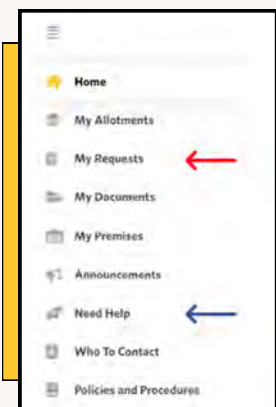 Home
My Allotments
My Requests
My Documents
My Premises
Announcements
Need Help
Who To Contact
Policies and Procedures